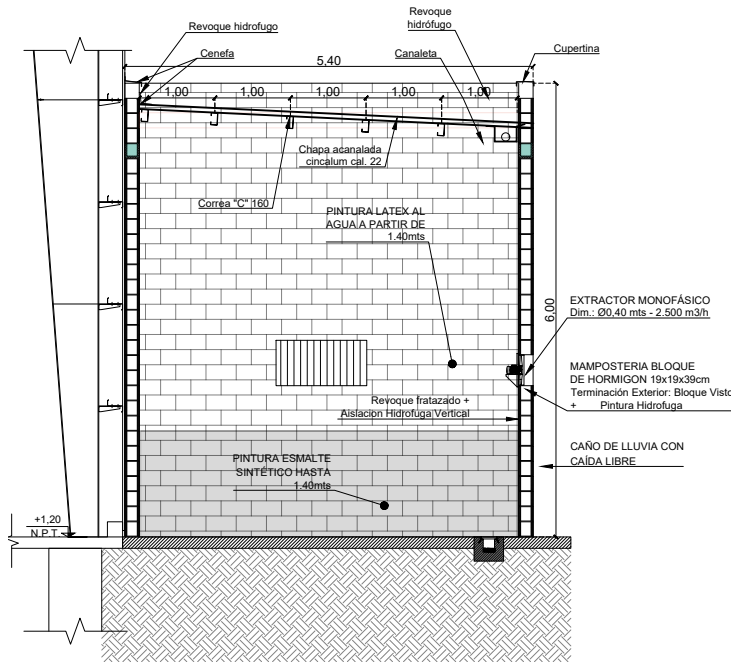 Revoque hidrofugo
Revoque
hidrófugo
Cenefa
5,40
Canaleta
Cupertina
1,00
1,00
1,00
1,00
1,00
Chapa acanalada
cincalum cal. 22
Correa "C" 160
PINTURA LATEX AL
AGUA A PARTIR DE
1.40mts
6,00
EXTRACTOR MONOFÁSICO
Dim.: Ø0,40 mts - 2.500 m3/h
MAMPOSTERIA BLOQUE
DE HORMIGON 19x19x39cm
Terminación Exterior: Bloque Visto
+ Pintura Hidrofuga
Revoque fratazado +
Aislacion Hidrofuga Vertical
CAÑO DE LLUVIA CON
CAÍDA LIBRE
PINTURA ESMALTE
SINTÉTICO HASTA
1.40mts
+1,20
N.P.T.